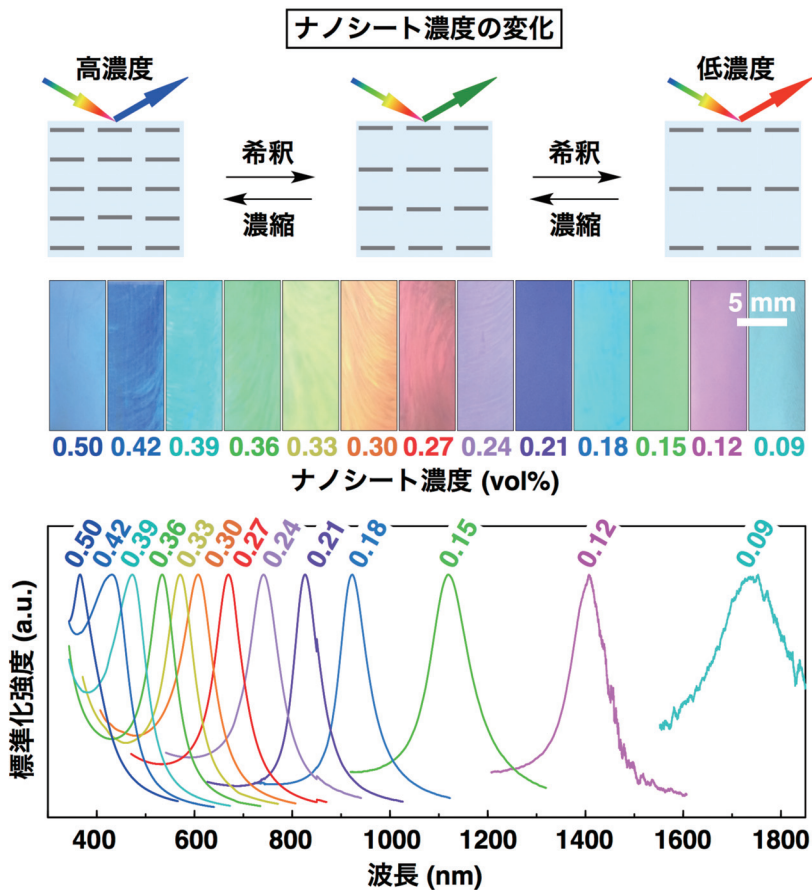 ナノシート濃度の変化
高濃度
低濃度
希釈
濃縮
希釈
濃縮
5 mm
0.50 0.42 0.39 0.36 0.33 0.30 0.27 0.24 0.21 0.18 0.15 0.12 0.09
ナノシート濃度 (vol%)
0.50 0.42 0.39 0.36 0.33 0.30 0.27 0.24 0.21 0.18 0.15 0.12 0.09
標準化強度 (a.u.)
400 600 800 1000 1200 1400 1600 1800
波長 (nm)